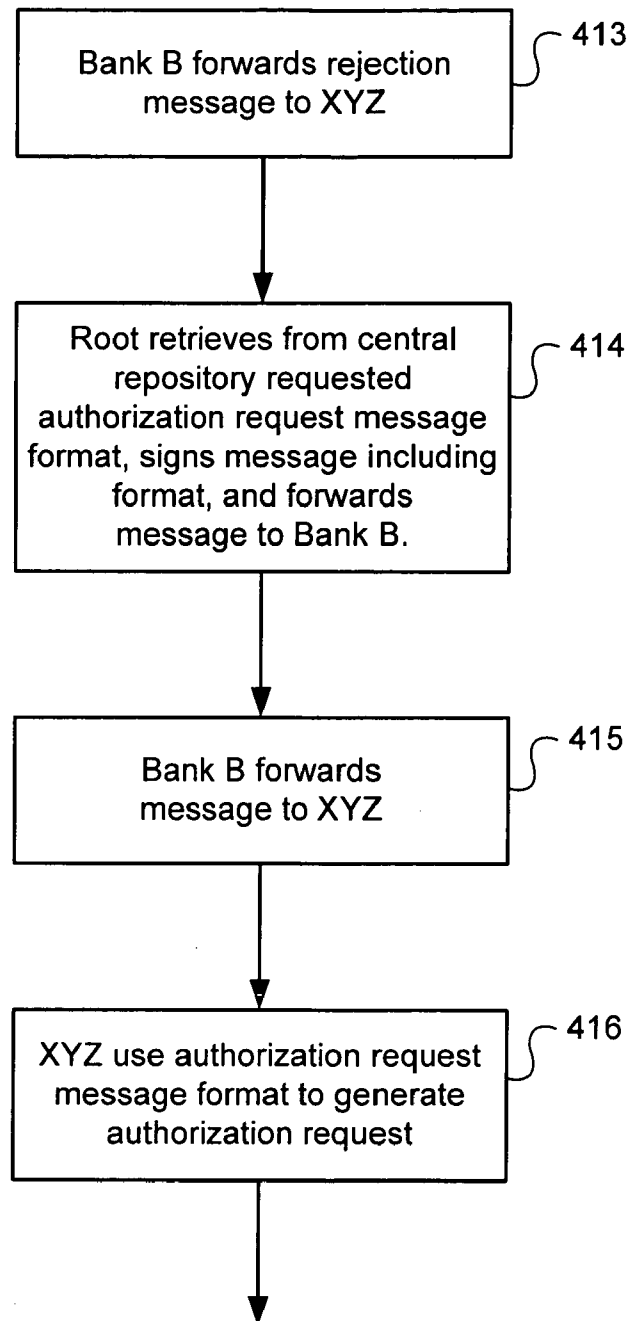 Bank B forwards rejection
message to XYZ
413
Root retrieves from central
repository requested
authorization request message
format, signs message including
format, and forwards
message to Bank B.
414
Bank B forwards
message to XYZ
415
XYZ use authorization request
message format to generate
authorization request
416